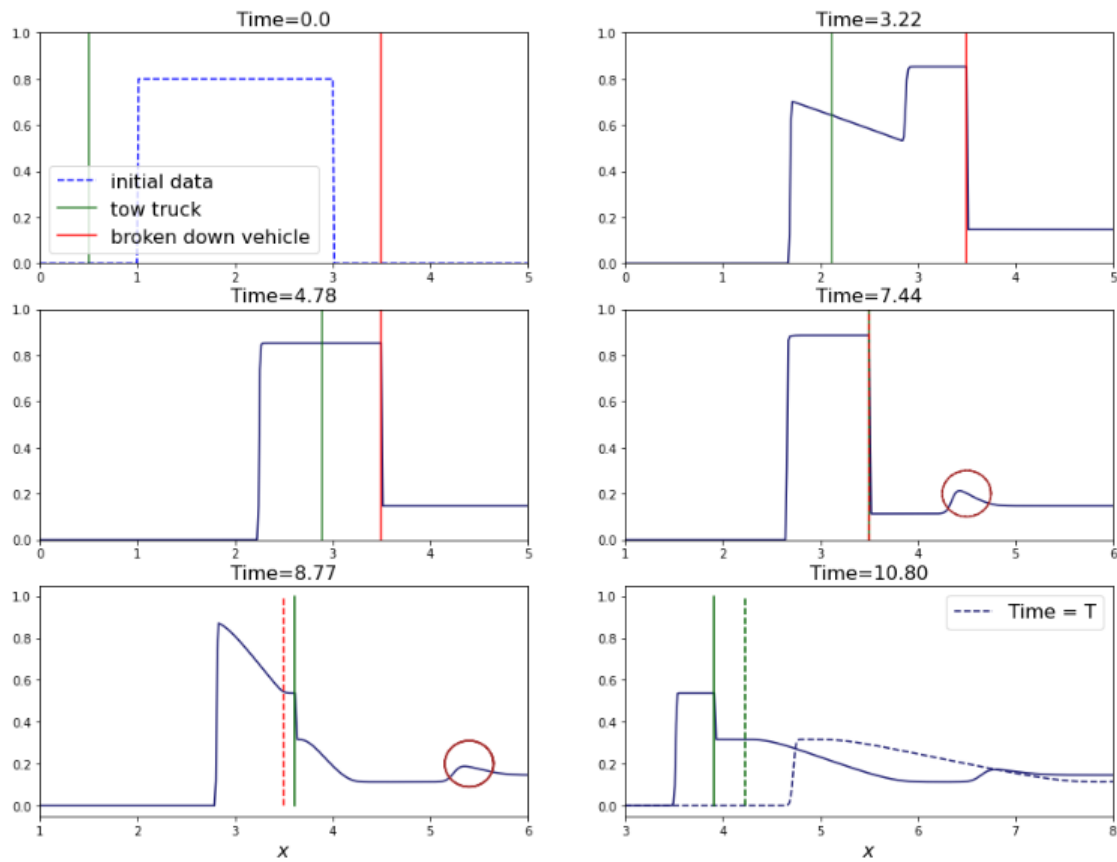 Time=0.0
1.0
0.8
0.6
0.4
0.2
0.0
initial data
tow truck
broken down vehicle
0 1 2 3 4 5
Time=3.22
1.0
0.8
0.6
0.4
0.2
0.0
0 1 2 3 4 5
Time=4.78
1.0
0.8
0.6
0.4
0.2
0.0
0 1 2 3 4 5
Time=7.44
1.0
0.8
0.6
0.4
0.2
0.0
1 2 3 4 5 6
Time=8.77
1.0
0.8
0.6
0.4
0.2
0.0
1 2 3 4 5 6
x
Time=10.80
1.0
0.8
0.6
0.4
0.2
0.0
Time = T
3 4 5 6 7 8
x